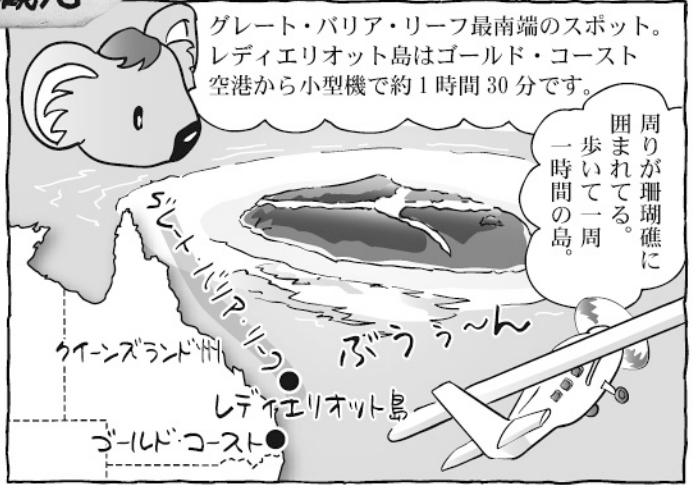 観光
グレート・バリア・リーフ最南端のスポット。
レディエリオット島はゴールド・コースト
空港から小型機で約1時間30分です。
周りが珊瑚礁に
囲まれてる。
歩いて一周
一時間の島。
グレート・バリア・リーフ
ぶうぅ〜ん
クイーンズランド州
レディエリオット島
ゴールド・コースト